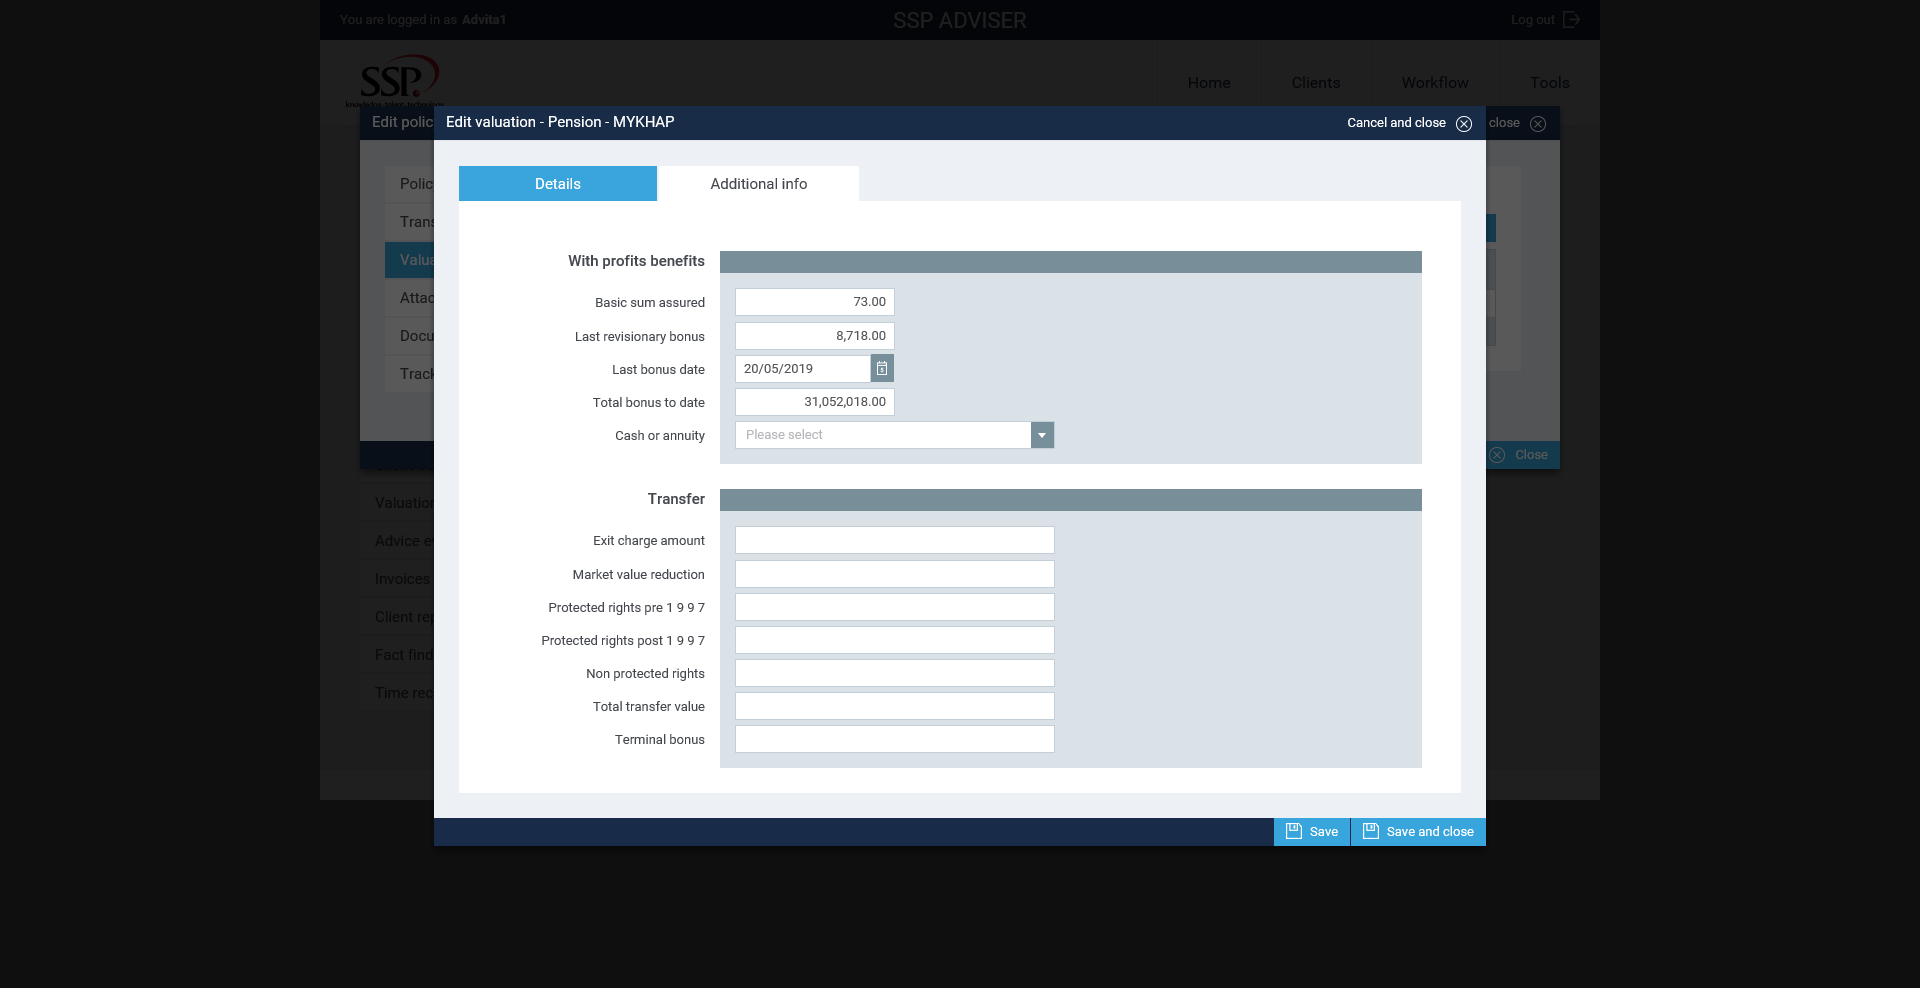 You are logged in as Advita1
SSP ADVISER
Log out
SSP
knowledge. talent. technology
Home
Clients
Workflow
Tools
Edit polic
close
Edit valuation - Pension - MYKHAP
Cancel and close
Details
Additional info
Polic
Trans
Valua
Attac
Docu
Track
With profits benefits
Basic sum assured
73.00
Last revisionary bonus
8,718.00
Last bonus date
20/05/2019
Total bonus to date
31,052,018.00
Cash or annuity
Please select
Close
Transfer
Exit charge amount
Market value reduction
Protected rights pre 1 9 9 7
Protected rights post 1 9 9 7
Non protected rights
Total transfer value
Terminal bonus
Valuation
Advice e
Invoices
Client rep
Fact find
Time rec
Save
Save and close